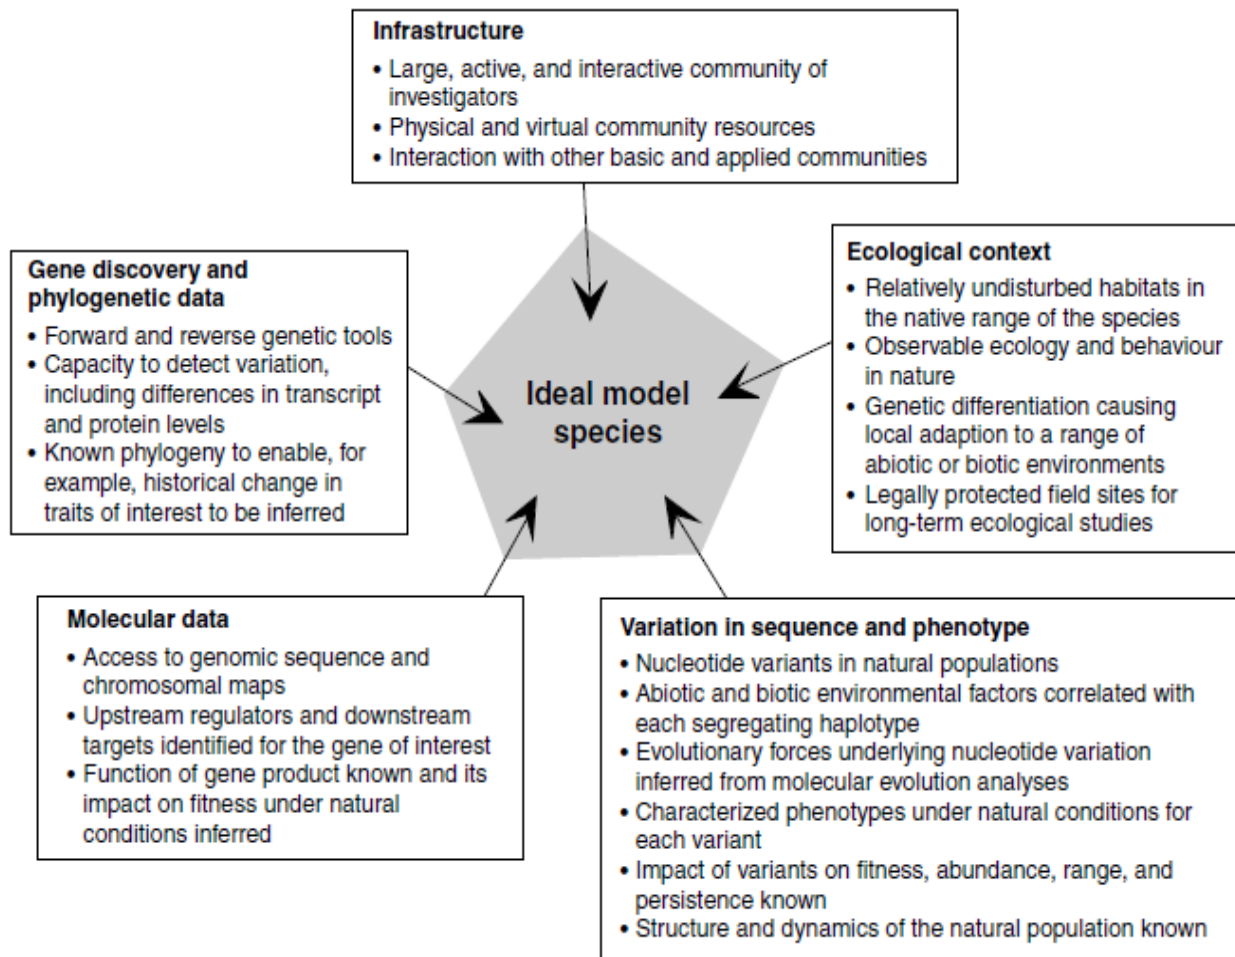 Infrastructure
• Large, active, and interactive community of
investigators
• Physical and virtual community resources
• Interaction with other basic and applied communities
Gene discovery and
phylogenetic data
• Forward and reverse genetic tools
• Capacity to detect variation,
including differences in transcript
and protein levels
• Known phylogeny to enable, for
example, historical change in
traits of interest to be inferred
Ecological context
• Relatively undisturbed habitats in
the native range of the species
• Observable ecology and behaviour
in nature
• Genetic differentiation causing
local adaption to a range of
abiotic or biotic environments
• Legally protected field sites for
long-term ecological studies
Ideal model
species
Molecular data
• Access to genomic sequence and
chromosomal maps
• Upstream regulators and downstream
targets identified for the gene of interest
• Function of gene product known and its
impact on fitness under natural
conditions inferred
Variation in sequence and phenotype
• Nucleotide variants in natural populations
• Abiotic and biotic environmental factors correlated with
each segregating haplotype
• Evolutionary forces underlying nucleotide variation
inferred from molecular evolution analyses
• Characterized phenotypes under natural conditions for
each variant
• Impact of variants on fitness, abundance, range, and
persistence known
• Structure and dynamics of the natural population known